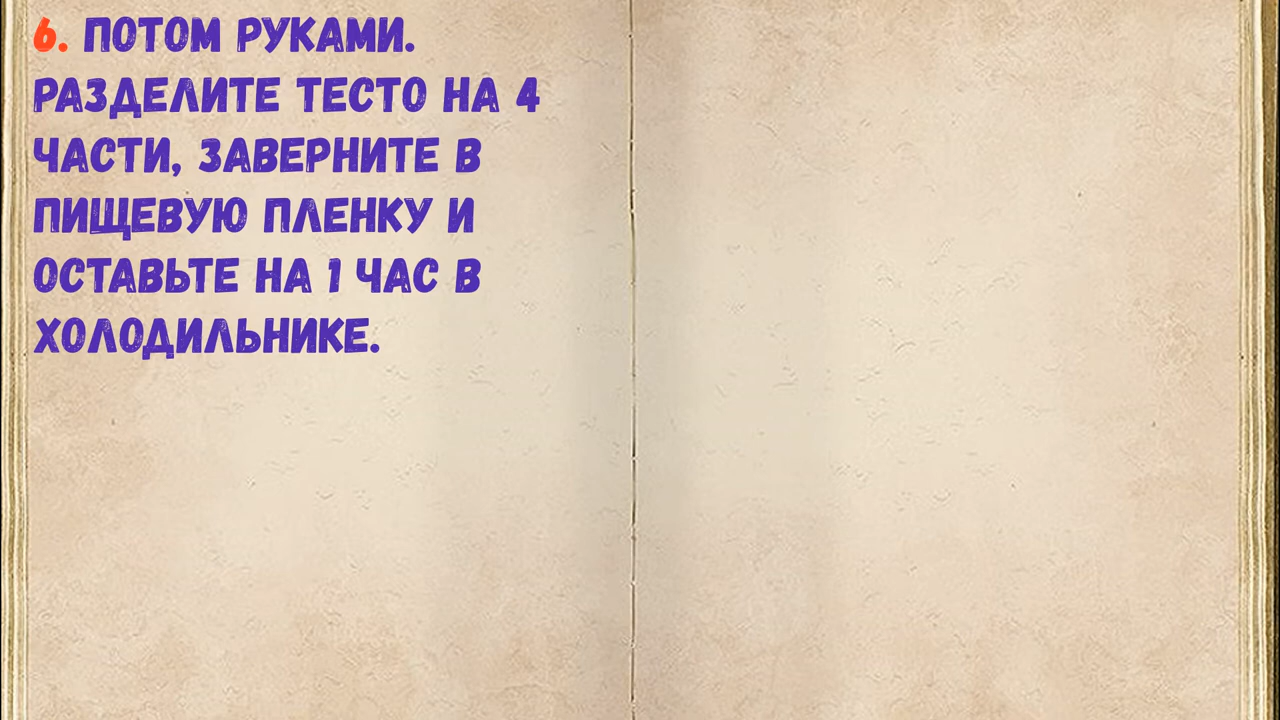 6. ПОТОМ РУКАМИ.
РАЗДЕЛИТЕ ТЕСТО НА 4
ЧАСТИ, ЗАВЕРНИТЕ В
ПИЩЕВУЮ ПЛЕНКУ И
ОСТАВЬТЕ НА 1 ЧАС В
ХОЛОДИЛЬНИКЕ.